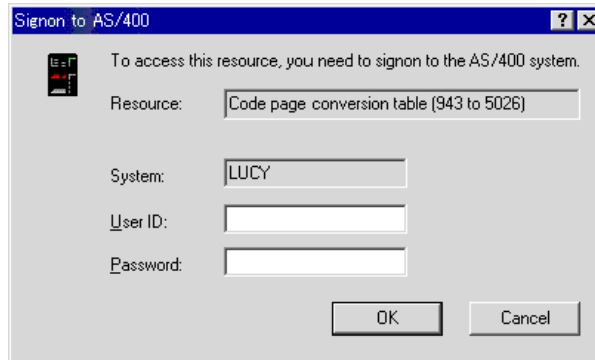 Signon to AS/400
To access this resource, you need to signon to the AS/400 system.
Resource: Code page conversion table (943 to 5026)
System: LUCY
User ID:
Password:
OK Cancel